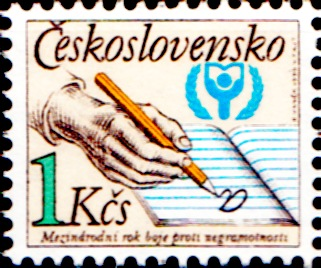 Československo
1 Kčs
Mezinárodní rok boje proti negramotnosti